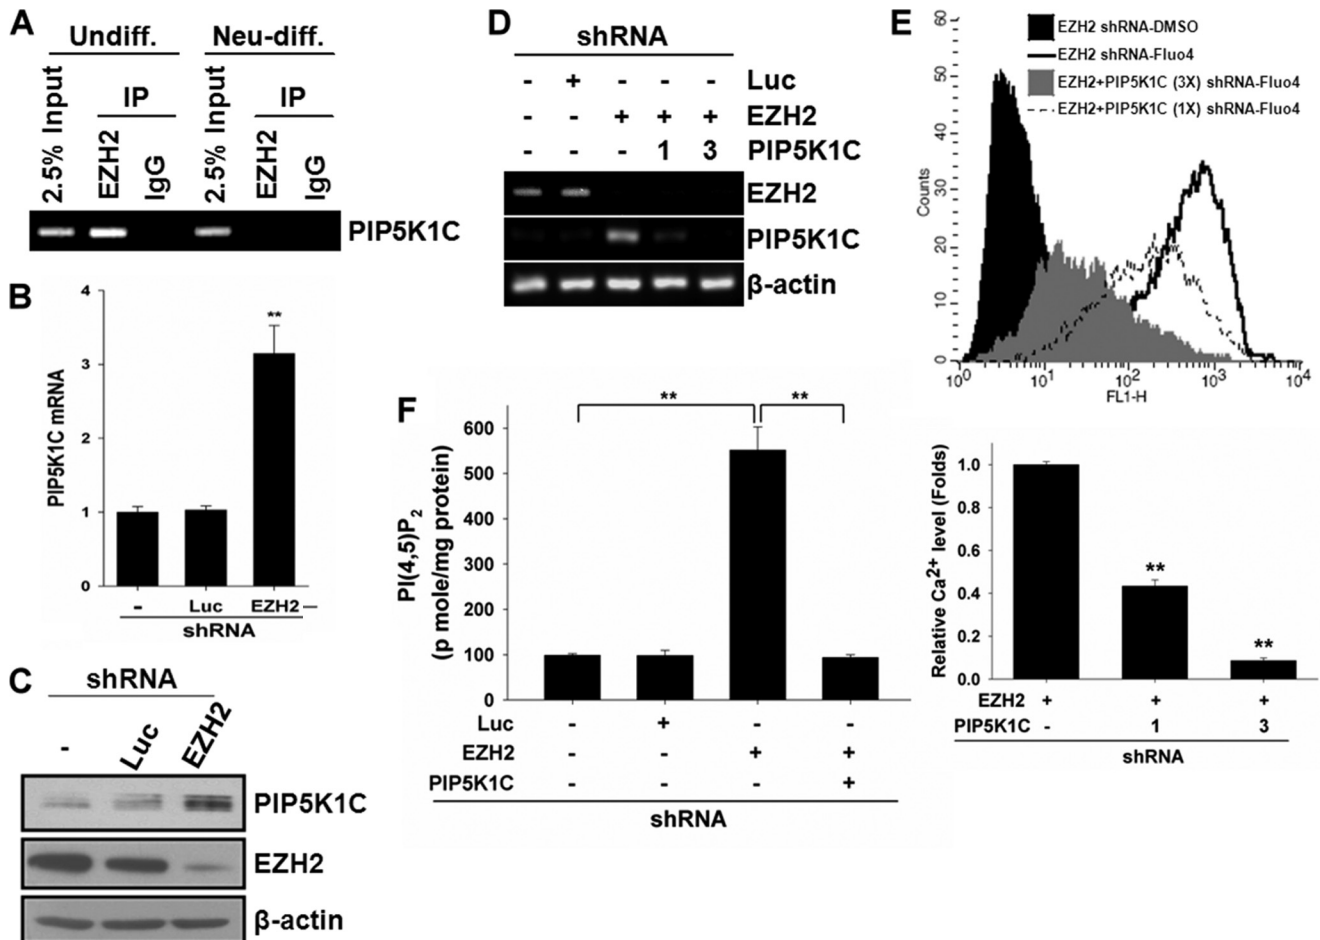 A
Undiff.
Neu-diff.
2.5% Input
IP
EZH2
IgG
2.5% Input
IP
EZH2
IgG
PIP5K1C
B
4
3
2
1
0
PIP5K1C mRNA
**
-
Luc
EZH2
shRNA
C
shRNA
-
Luc
EZH2
PIP5K1C
EZH2
β-actin
D
shRNA
- + - - - Luc
- - + + + EZH2
- - - 1 3 PIP5K1C
EZH2
PIP5K1C
β-actin
E
EZH2 shRNA-DMSO
EZH2 shRNA-Fluo4
EZH2+PIP5K1C (3X) shRNA-Fluo4
EZH2+PIP5K1C (1X) shRNA-Fluo4
60
50
40
30
20
10
0
Counts
10⁰ 10¹ 10² 10³ 10⁴
FL1-H
1.0
0.8
0.6
0.4
0.2
0.0
Relative Ca²⁺ level (Folds)
**
**
EZH2 + + +
PIP5K1C - 1 3
shRNA
F
** **
600
500
400
300
200
100
0
PI(4,5)P₂
(p mole/mg protein)
Luc - + - -
EZH2 - - + +
PIP5K1C - - - +
shRNA